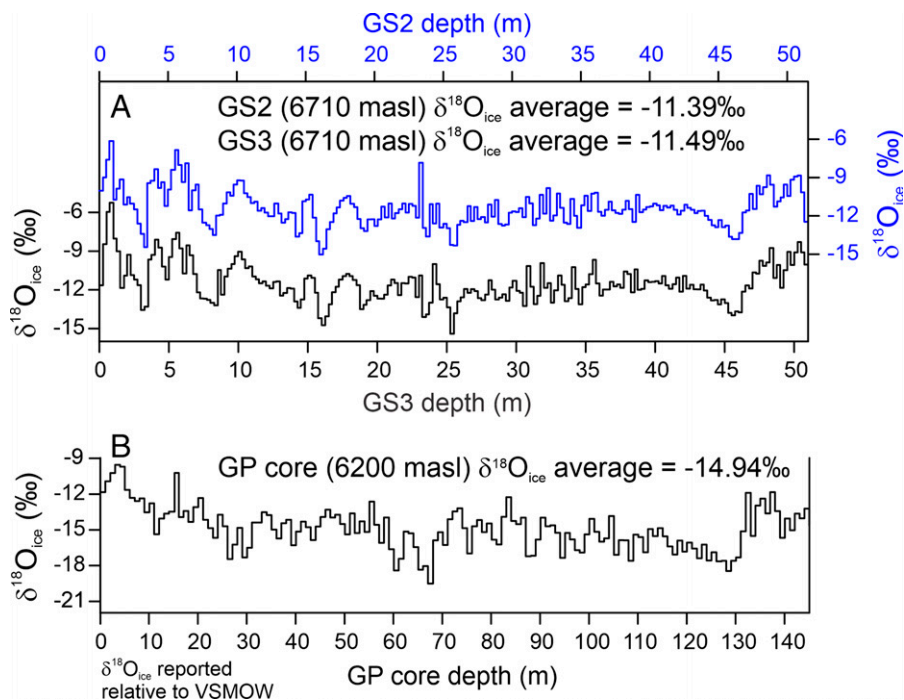 GS2 depth (m)
0 5 10 15 20 25 30 35 40 45 50
A
GS2 (6710 masl) δ¹⁸Oice average = -11.39‰
GS3 (6710 masl) δ¹⁸Oice average = -11.49‰
-6
-9
-12
-15
δ¹⁸Oice (‰)
-6
-9
-12
-15
δ¹⁸Oice (‰)
0 5 10 15 20 25 30 35 40 45 50
GS3 depth (m)
B
GP core (6200 masl) δ¹⁸Oice average = -14.94‰
-9
-12
-15
-18
-21
δ¹⁸Oice (‰)
0 10 20 30 40 50 60 70 80 90 100 110 120 130 140
GP core depth (m)
δ¹⁸Oice reported
relative to VSMOW